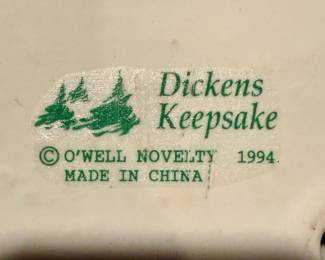 Dickens
Keepsake
© O'WELL NOVELTY 1994
MADE IN CHINA